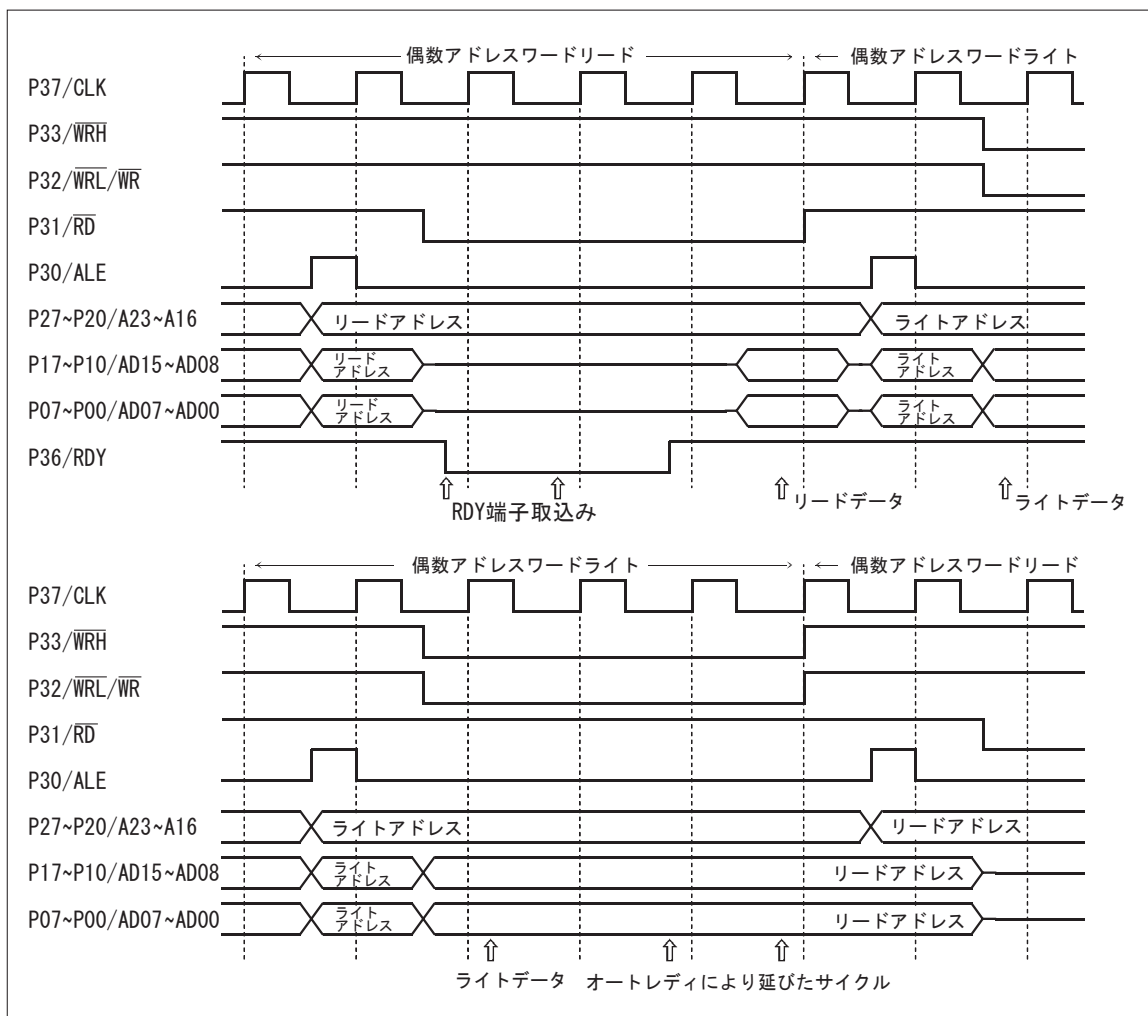 偶数アドレスワードリード 偶数アドレスワードライト
P37/CLK
P33/WRH
P32/WRL/WR
P31/RD
P30/ALE
P27~P20/A23~A16 リードアドレス ライトアドレス
P17~P10/AD15~AD08 リード アドレス ライト アドレス
P07~P00/AD07~AD00 リード アドレス ライト アドレス
P36/RDY
RDY端子取込み リードデータ ライトデータ
偶数アドレスワードライト 偶数アドレスワードリード
P37/CLK
P33/WRH
P32/WRL/WR
P31/RD
P30/ALE
P27~P20/A23~A16 ライトアドレス リードアドレス
P17~P10/AD15~AD08 ライト アドレス リードアドレス
P07~P00/AD07~AD00 ライト アドレス リードアドレス
ライトデータ オートレディにより延びたサイクル